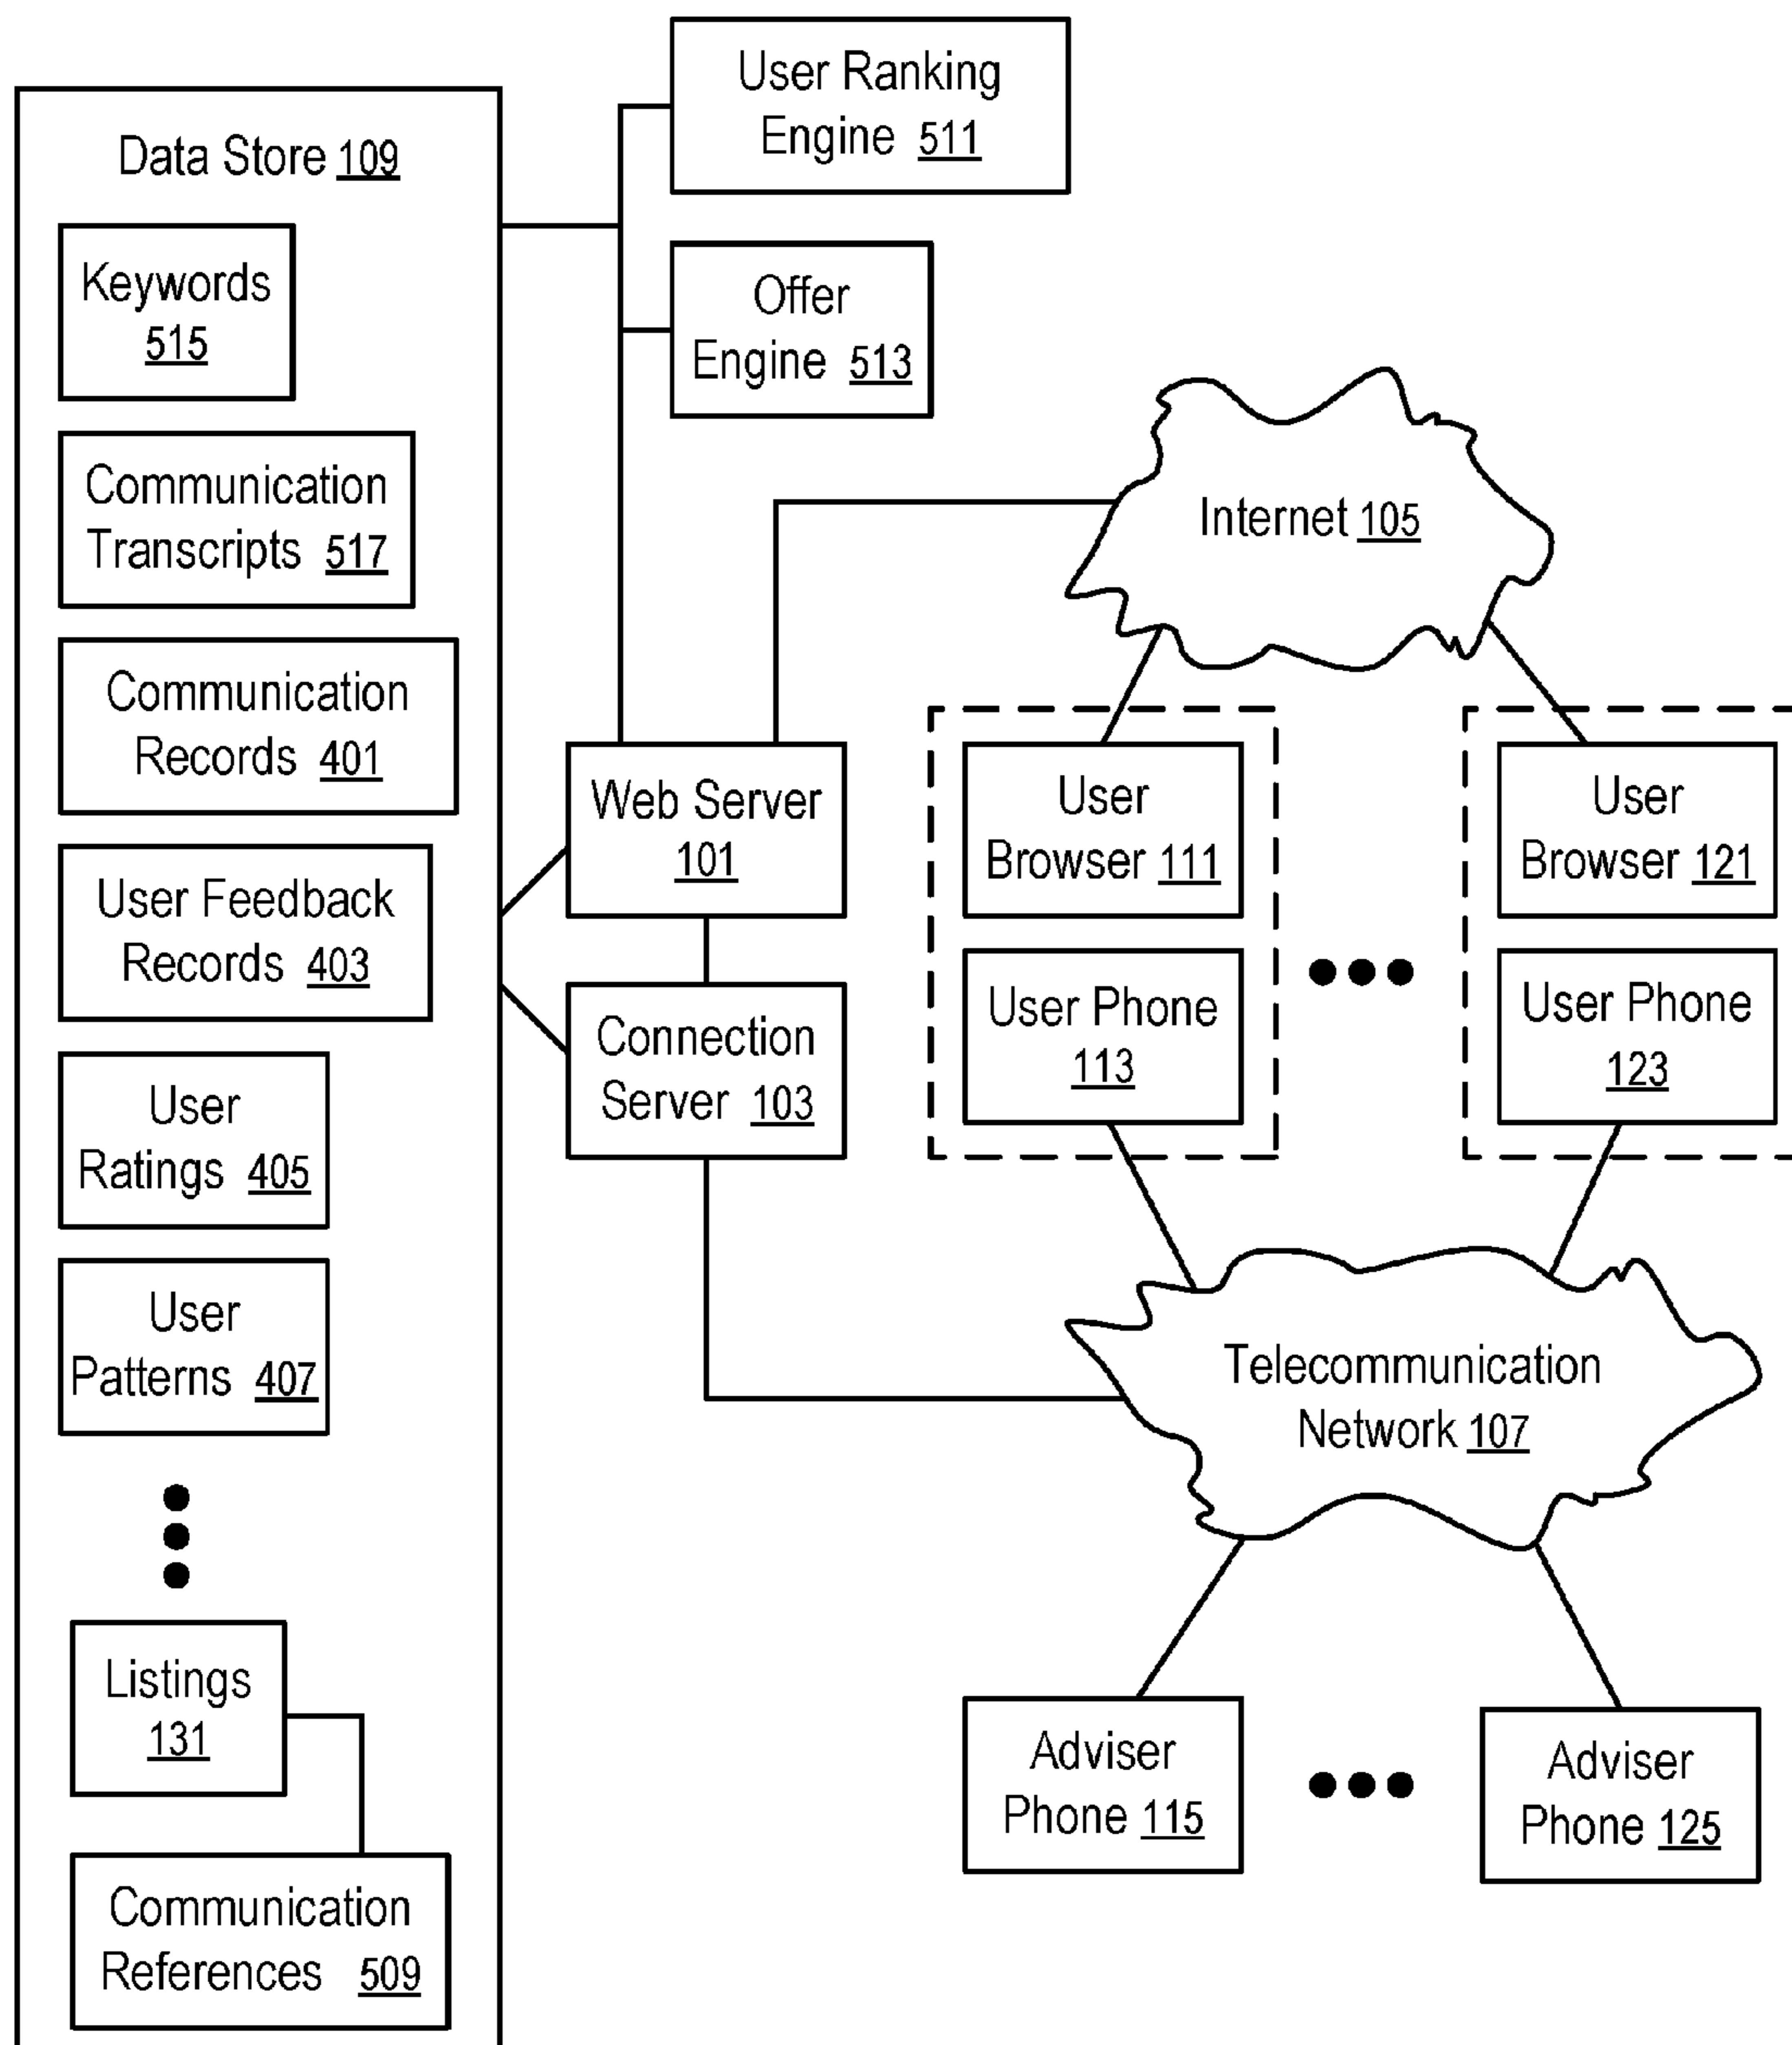 Data Store 109
Keywords
515
Communication
Transcripts 517
Communication
Records 401
User Feedback
Records 403
User
Ratings 405
User
Patterns 407
Listings
131
Communication
References 509
User Ranking
Engine 511
Offer
Engine 513
Web Server
101
Connection
Server 103
Internet 105
User
Browser 111
User Phone
113
User
Browser 121
User Phone
123
Telecommunication
Network 107
Adviser
Phone 115
Adviser
Phone 125